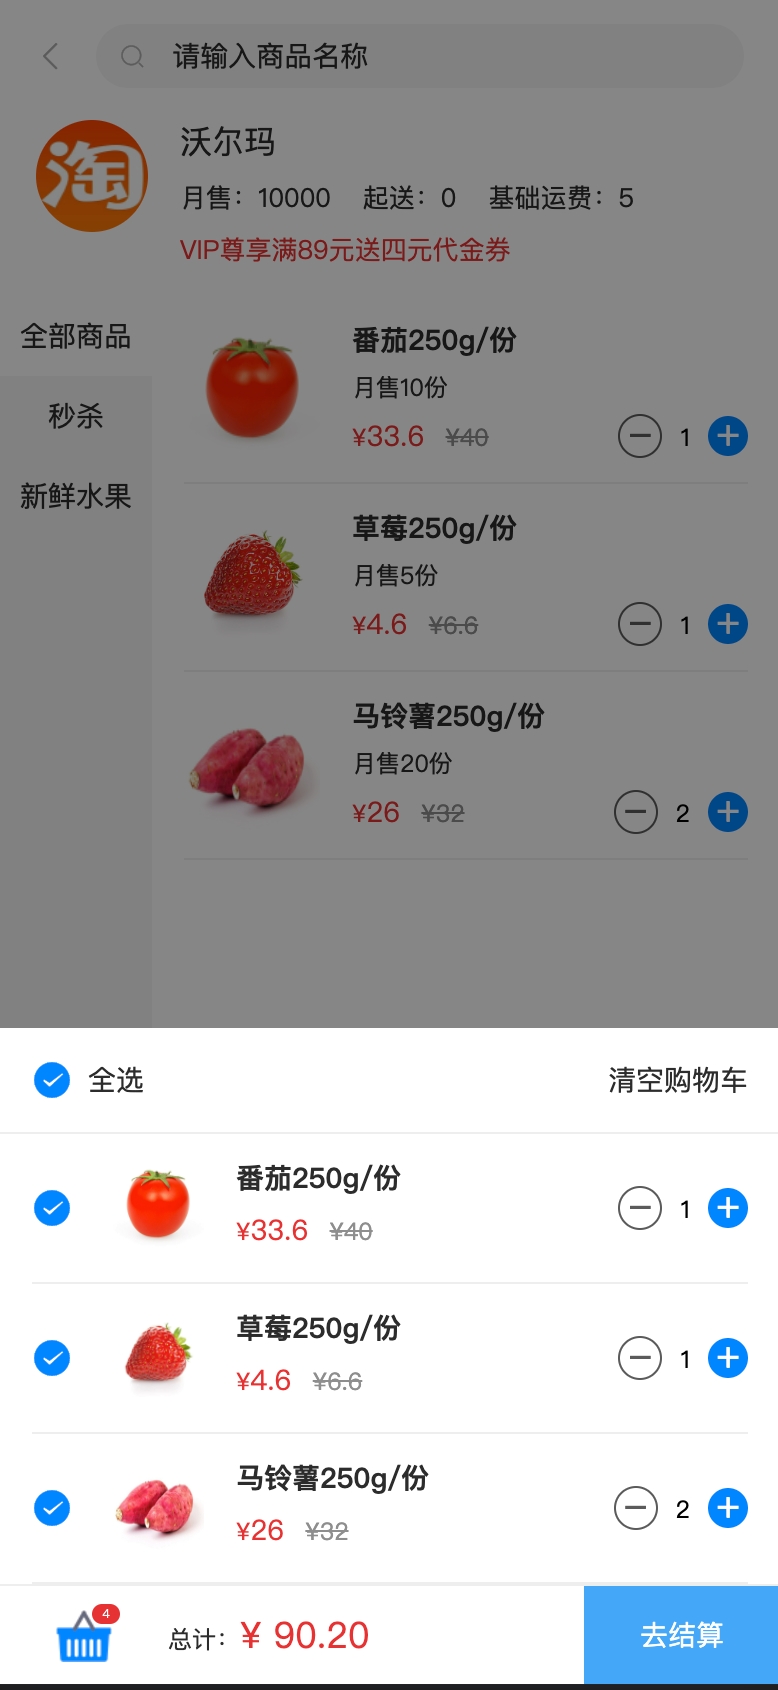 请输入商品名称
淘
沃尔玛
月售：10000 起送：0 基础运费：5
VIP尊享满89元送四元代金券
全部商品
秒杀
新鲜水果
番茄250g/份
月售10份
¥33.6 ¥40
1
草莓250g/份
月售5份
¥4.6 ¥6.6
1
马铃薯250g/份
月售20份
¥26 ¥32
2
全选 清空购物车
番茄250g/份
¥33.6 ¥40
1
草莓250g/份
¥4.6 ¥6.6
1
马铃薯250g/份
¥26 ¥32
2
4
总计：¥ 90.20
去结算